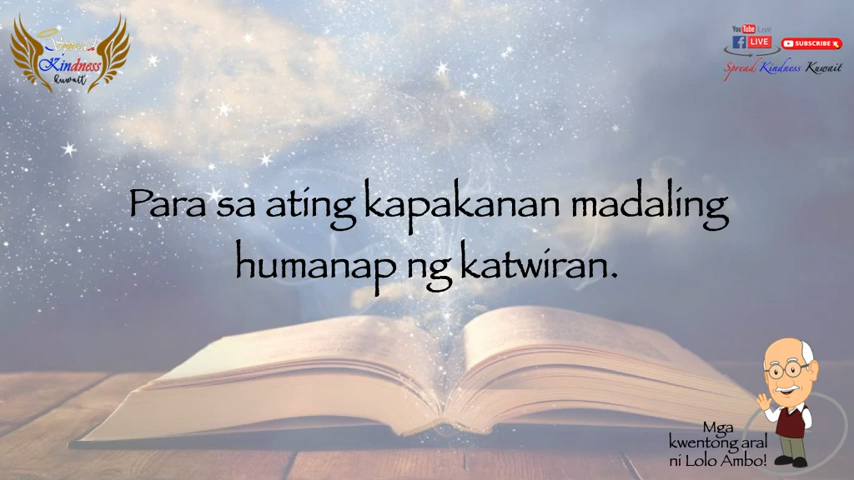 Spread
Kindness
kuwait
YouTube Live
LIVE
SUBSCRIBE
Spread Kindness Kuwait
Para sa ating kapakanan madaling
humanap ng katwiran.
Mga
kwentong aral
ni Lolo Ambo!